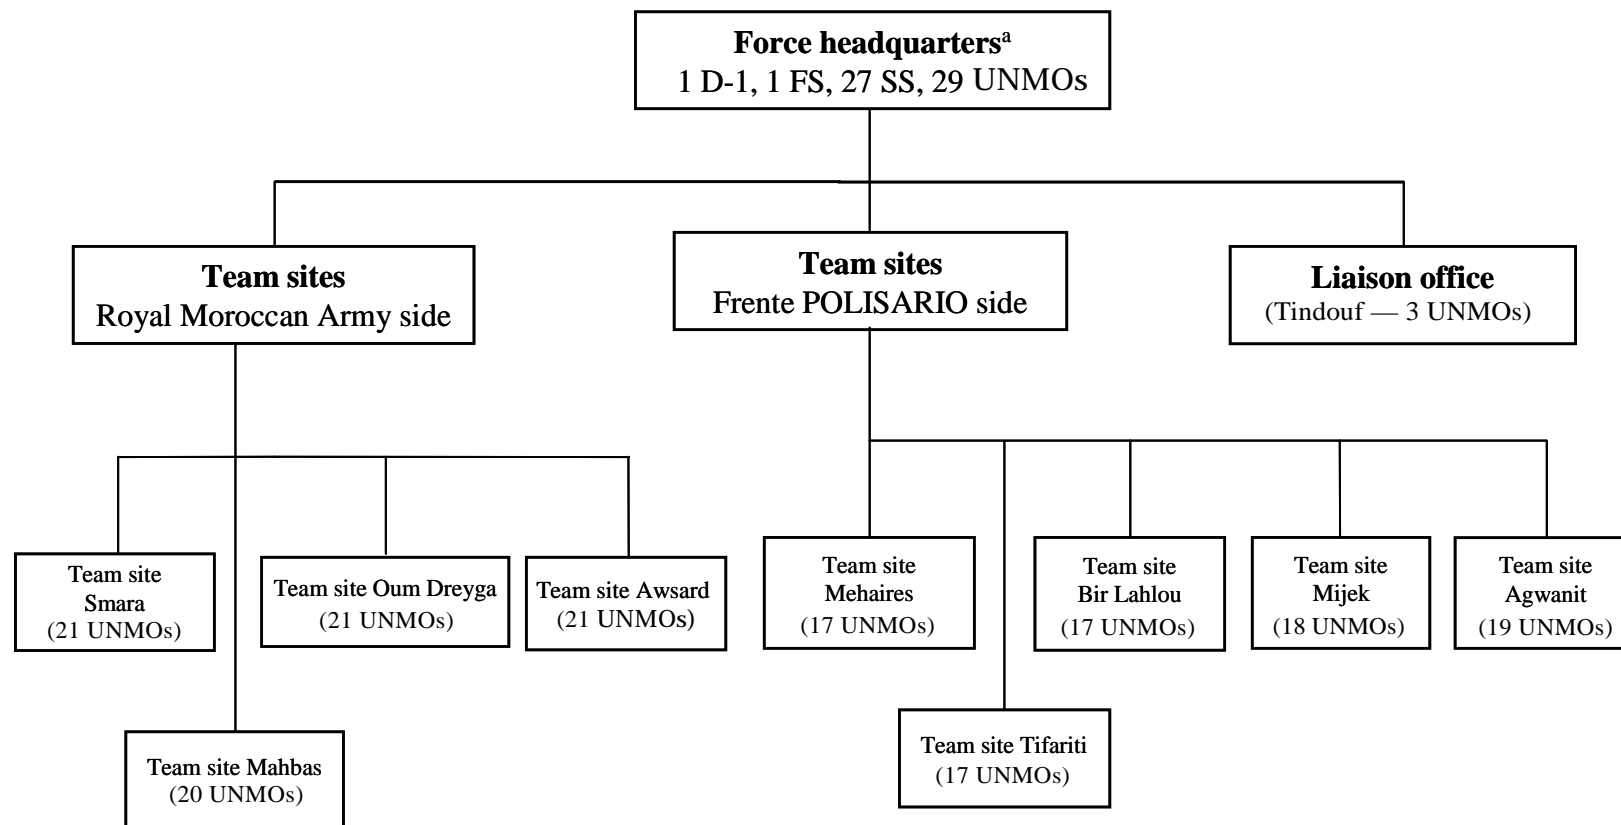 Force headquartersᵃ
1 D-1, 1 FS, 27 SS, 29 UNMOs
Team sites
Royal Moroccan Army side
Team sites
Frente POLISARIO side
Liaison office
(Tindouf — 3 UNMOs)
Team site
Smara
(21 UNMOs)
Team site Oum Dreyga
(21 UNMOs)
Team site Awsard
(21 UNMOs)
Team site Mahbas
(20 UNMOs)
Team site
Mehaires
(17 UNMOs)
Team site
Bir Lahlou
(17 UNMOs)
Team site
Mijek
(18 UNMOs)
Team site
Agwanit
(19 UNMOs)
Team site Tifariti
(17 UNMOs)